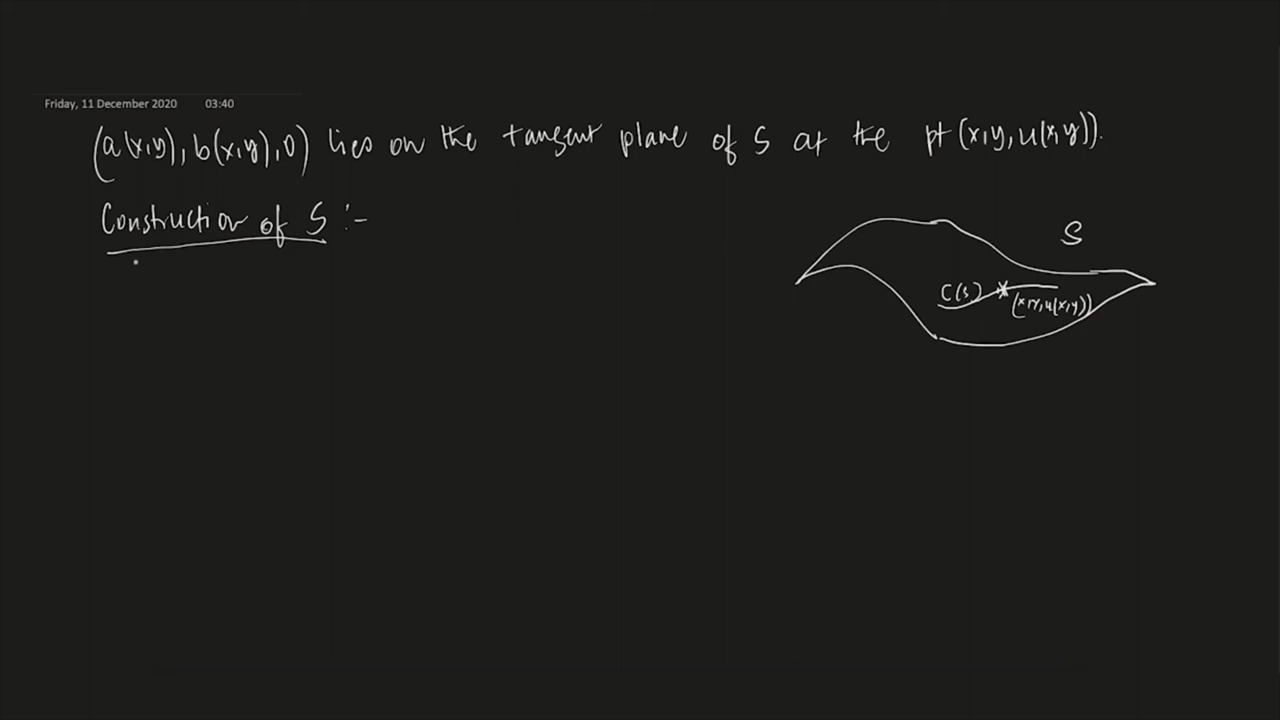 Friday, 11 December 2020 03:40
(a(x,y), b(x,y), 0) lies on the tangent plane of S at the pt (x, y, u(x,y)).
Construction of S :-
S
C(s)
(x,y,u(x,y))